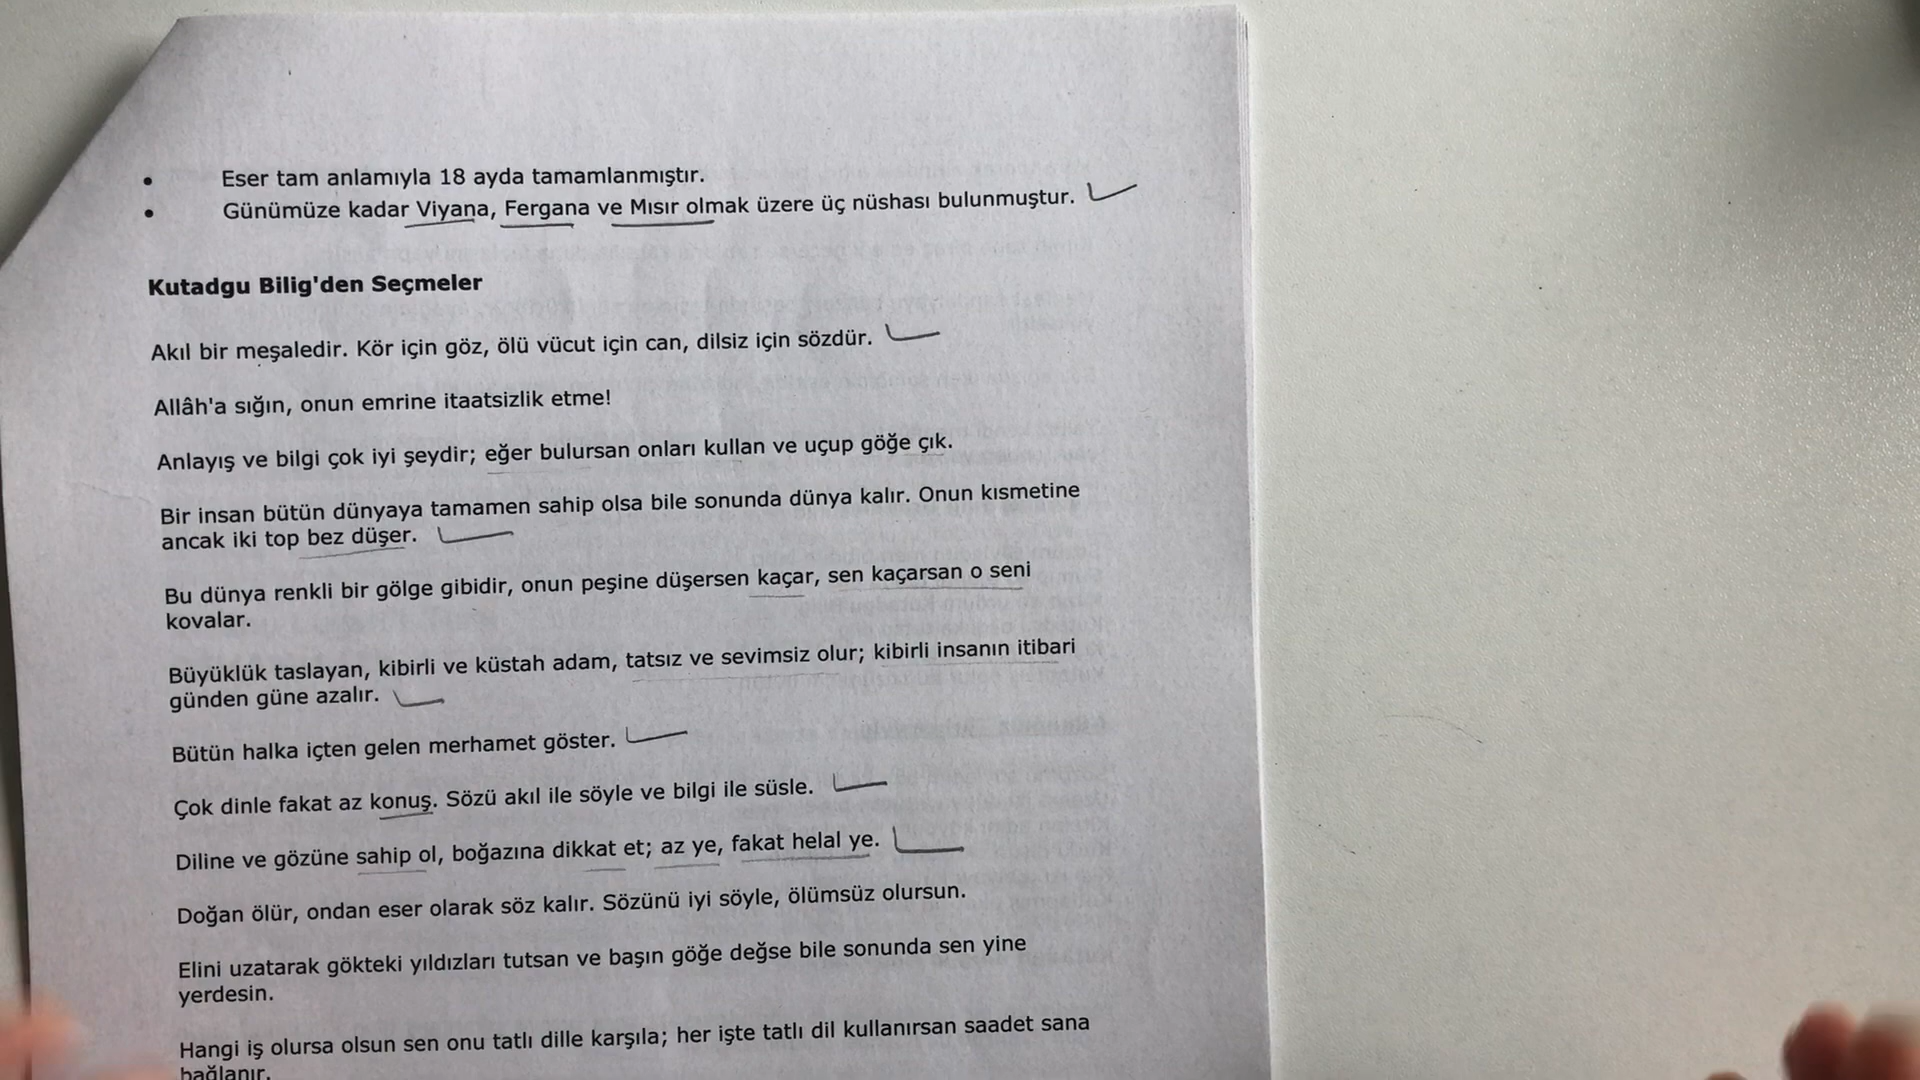 • Eser tam anlamıyla 18 ayda tamamlanmıştır.
• Günümüze kadar Viyana, Fergana ve Mısır olmak üzere üç nüshası bulunmuştur.
Kutadgu Bilig'den Seçmeler
Akıl bir meşaledir. Kör için göz, ölü vücut için can, dilsiz için sözdür.
Allâh'a sığın, onun emrine itaatsizlik etme!
Anlayış ve bilgi çok iyi şeydir; eğer bulursan onları kullan ve uçup göğe çık.
Bir insan bütün dünyaya tamamen sahip olsa bile sonunda dünya kalır. Onun kısmetine
ancak iki top bez düşer.
Bu dünya renkli bir gölge gibidir, onun peşine düşersen kaçar, sen kaçarsan o seni
kovalar.
Büyüklük taslayan, kibirli ve küstah adam, tatsız ve sevimsiz olur; kibirli insanın itibari
günden güne azalır.
Bütün halka içten gelen merhamet göster.
Çok dinle fakat az konuş. Sözü akıl ile söyle ve bilgi ile süsle.
Diline ve gözüne sahip ol, boğazına dikkat et; az ye, fakat helal ye.
Doğan ölür, ondan eser olarak söz kalır. Sözünü iyi söyle, ölümsüz olursun.
Elini uzatarak gökteki yıldızları tutsan ve başın göğe değse bile sonunda sen yine
yerdesin.
Hangi iş olursa olsun sen onu tatlı dille karşıla; her işte tatlı dil kullanırsan saadet sana
bağlanır.